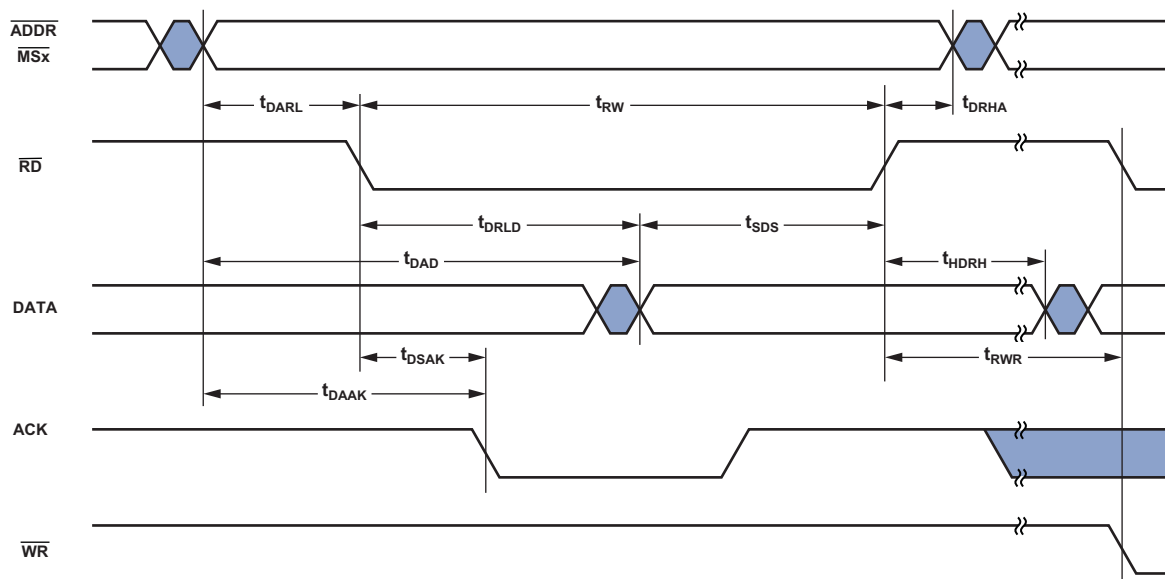 ADDR
MSx
tDARL
tRW
tDRHA
RD
tDRLD
tSDS
tDAD
tHDRH
DATA
tDSAK
tRWR
tDAAK
ACK
WR